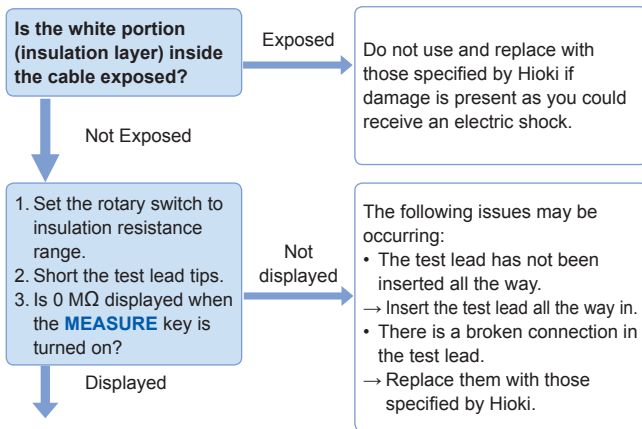 Is the white portion
(insulation layer) inside
the cable exposed?
Exposed
Do not use and replace with
those specified by Hioki if
damage is present as you could
receive an electric shock.
Not Exposed
1. Set the rotary switch to
insulation resistance
range.
2. Short the test lead tips.
3. Is 0 MΩ displayed when
the MEASURE key is
turned on?
Not
displayed
The following issues may be
occurring:
• The test lead has not been
inserted all the way.
→ Insert the test lead all the way in.
• There is a broken connection in
the test lead.
→ Replace them with those
specified by Hioki.
Displayed